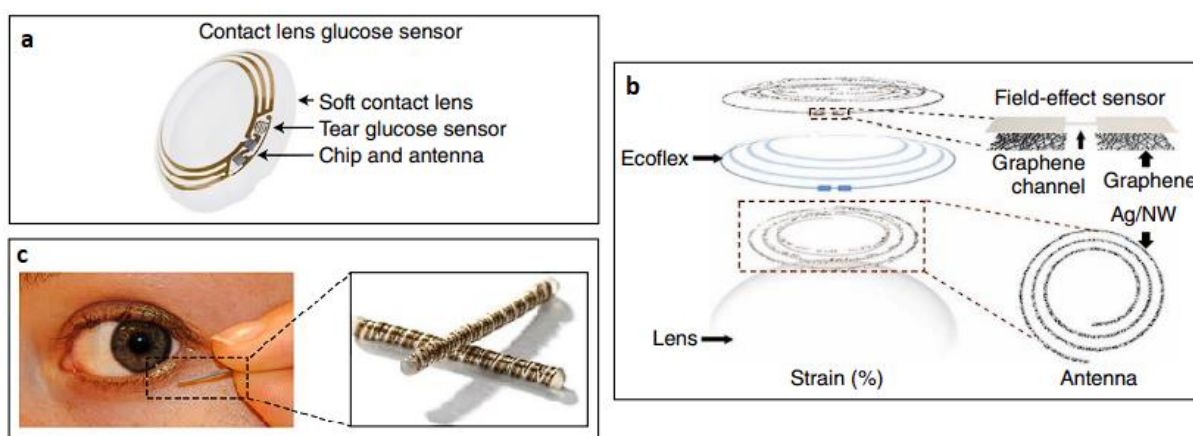 a
Contact lens glucose sensor
Soft contact lens
Tear glucose sensor
Chip and antenna
b
Field-effect sensor
Ecoflex
Graphene
channel
Graphene
Ag/NW
Lens
Strain (%)
Antenna
c